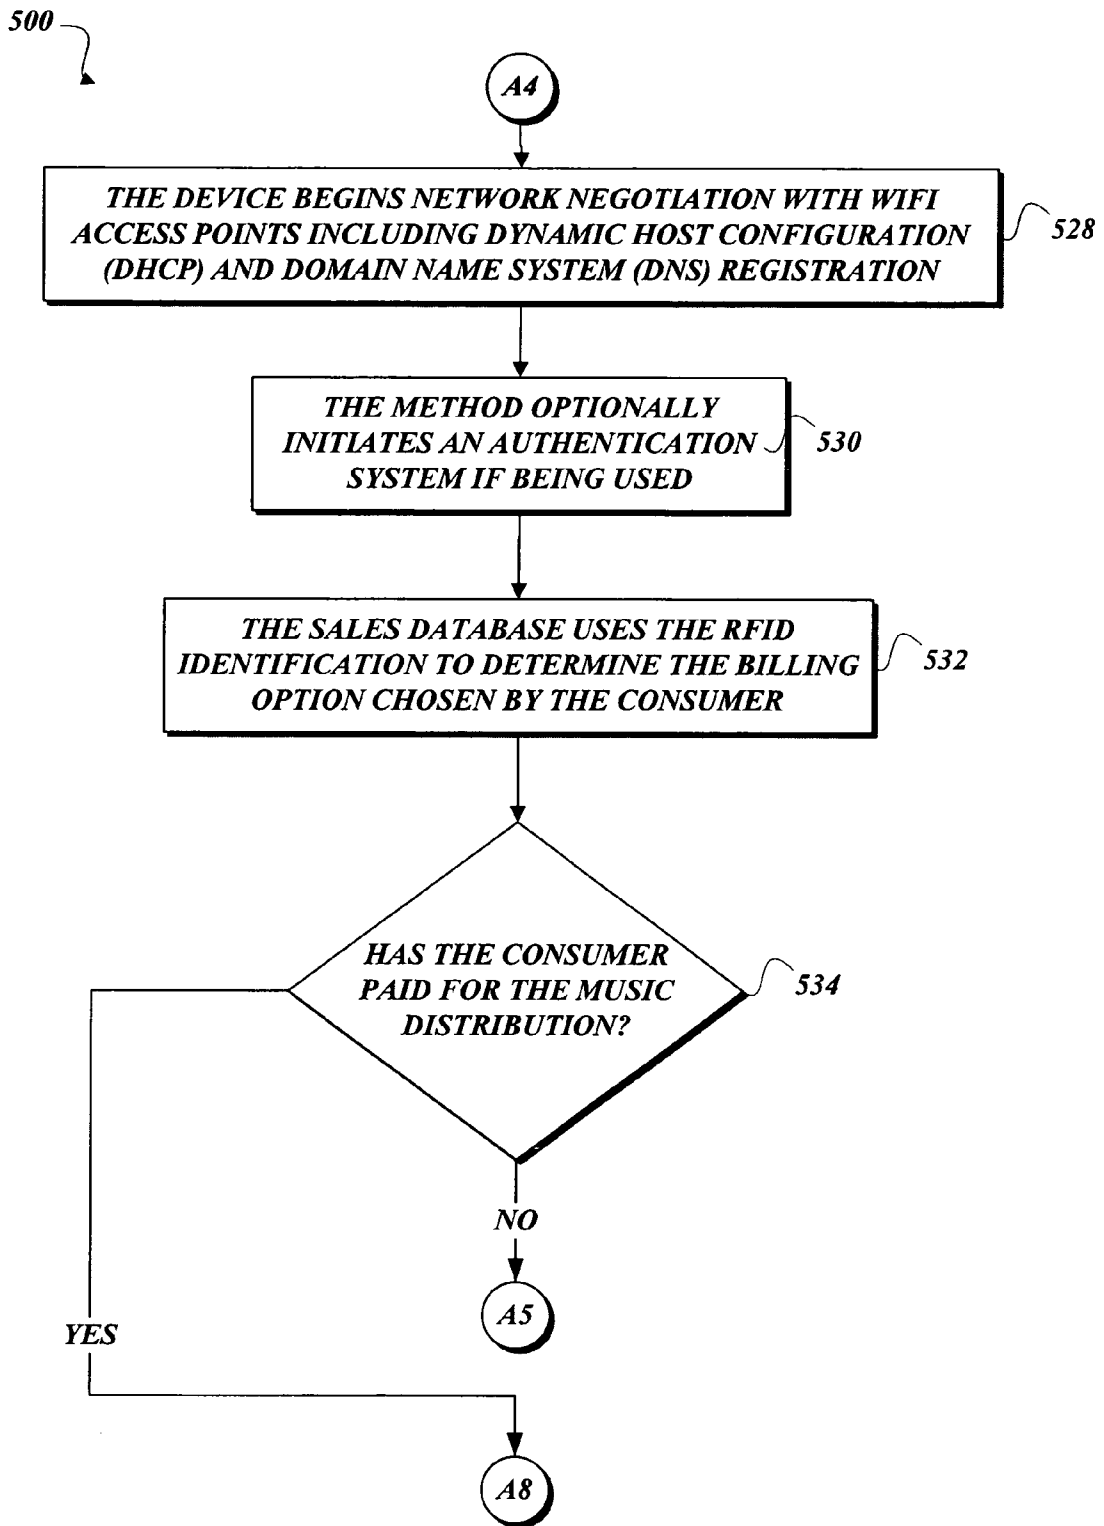 500
A4
THE DEVICE BEGINS NETWORK NEGOTIATION WITH WIFI
ACCESS POINTS INCLUDING DYNAMIC HOST CONFIGURATION
(DHCP) AND DOMAIN NAME SYSTEM (DNS) REGISTRATION
528
THE METHOD OPTIONALLY
INITIATES AN AUTHENTICATION
SYSTEM IF BEING USED
530
THE SALES DATABASE USES THE RFID
IDENTIFICATION TO DETERMINE THE BILLING
OPTION CHOSEN BY THE CONSUMER
532
HAS THE CONSUMER
PAID FOR THE MUSIC
DISTRIBUTION?
534
NO
A5
YES
A8